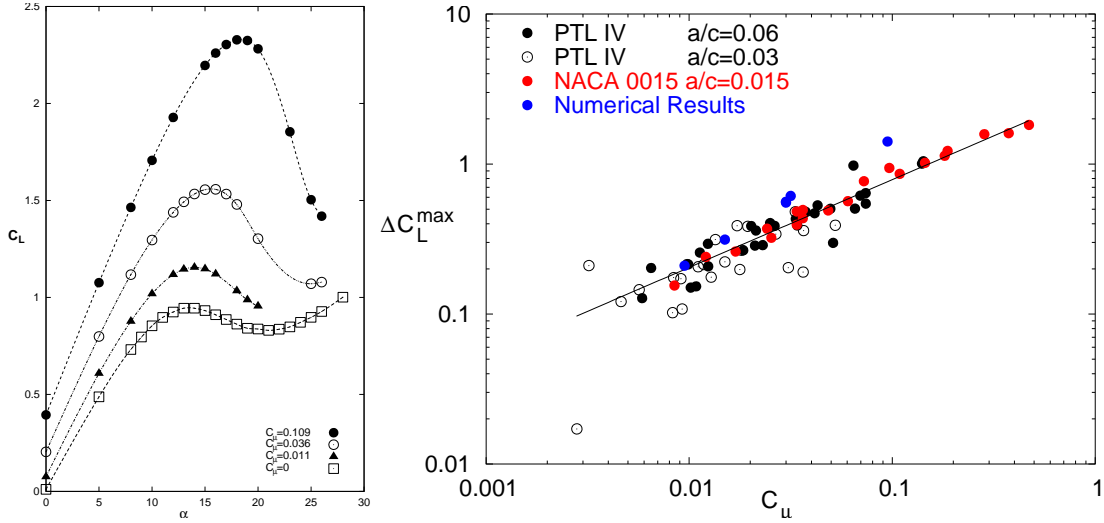 2.5
2
1.5
C_L
1
0.5
0
0 5 10 15 20 25 30
α
C_μ=0.109
C_μ=0.036
C_μ=0.011
C_μ=0
10
1
0.1
0.01
ΔC_L^max
PTL IV a/c=0.06
PTL IV a/c=0.03
NACA 0015 a/c=0.015
Numerical Results
0.001 0.01 0.1 1
C_μ